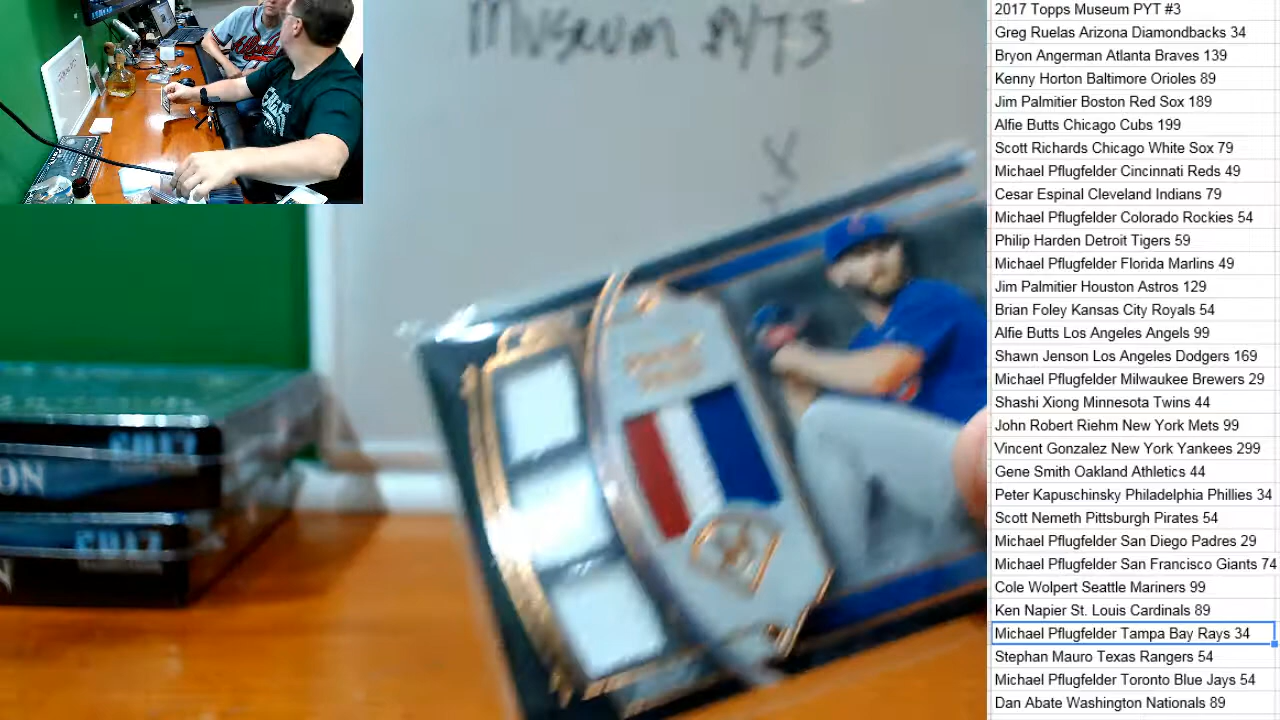 Museum
2017 Topps Museum PYT #3
Greg Ruelas Arizona Diamondbacks 34
Bryon Angerman Atlanta Braves 139
Kenny Horton Baltimore Orioles 89
Jim Palmitier Boston Red Sox 189
Alfie Butts Chicago Cubs 199
Scott Richards Chicago White Sox 79
Michael Pflugfelder Cincinnati Reds 49
Cesar Espinal Cleveland Indians 79
Michael Pflugfelder Colorado Rockies 54
Philip Harden Detroit Tigers 59
Michael Pflugfelder Florida Marlins 49
Jim Palmitier Houston Astros 129
Brian Foley Kansas City Royals 54
Alfie Butts Los Angeles Angels 99
Shawn Jenson Los Angeles Dodgers 169
Michael Pflugfelder Milwaukee Brewers 29
Shashi Xiong Minnesota Twins 44
John Robert Riehm New York Mets 99
Vincent Gonzalez New York Yankees 299
Gene Smith Oakland Athletics 44
Peter Kapuschinsky Philadelphia Phillies 34
Scott Nemeth Pittsburgh Pirates 54
Michael Pflugfelder San Diego Padres 29
Michael Pflugfelder San Francisco Giants 74
Cole Wolpert Seattle Mariners 99
Ken Napier St. Louis Cardinals 89
Michael Pflugfelder Tampa Bay Rays 34
Stephan Mauro Texas Rangers 54
Michael Pflugfelder Toronto Blue Jays 54
Dan Abate Washington Nationals 89